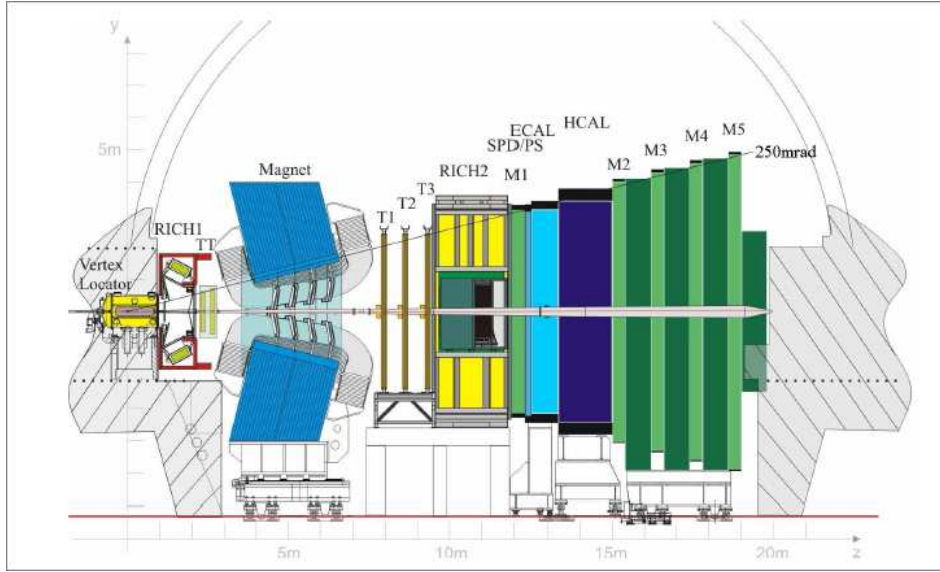 y
5m
Vertex
Locator
RICH1
TT
Magnet
T1
T2
T3
RICH2
SPD/PS
M1
ECAL
HCAL
M2
M3
M4
M5
250mrad
5m
10m
15m
20m
z